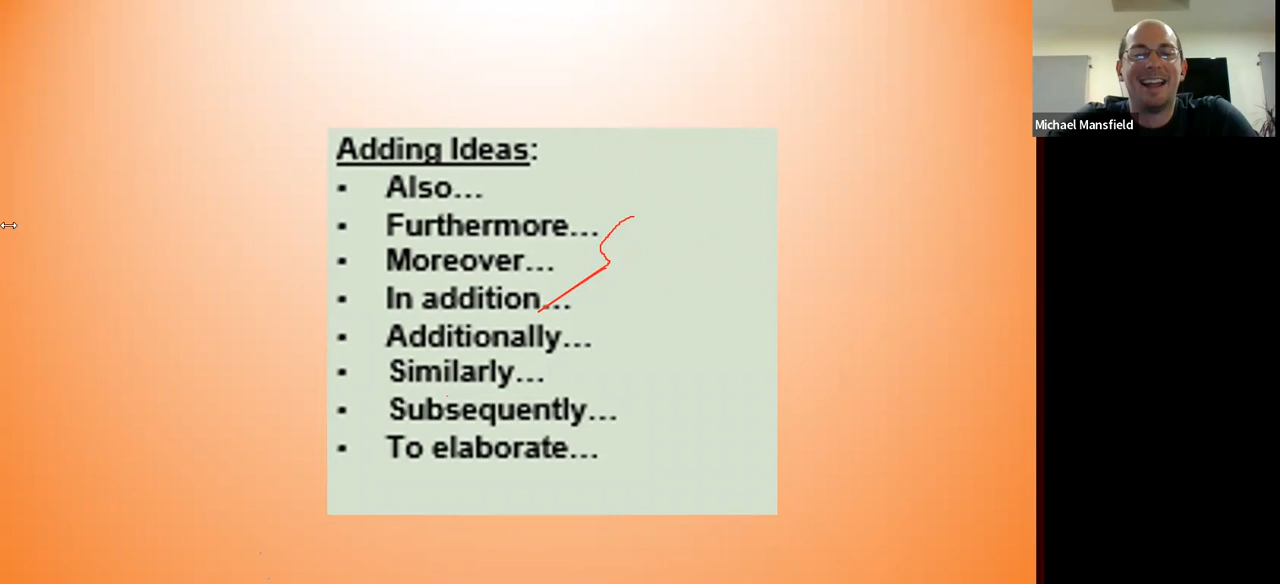 Adding Ideas:
▪ Also...
▪ Furthermore...
▪ Moreover...
▪ In addition...
▪ Additionally...
▪ Similarly...
▪ Subsequently...
▪ To elaborate...
Michael Mansfield